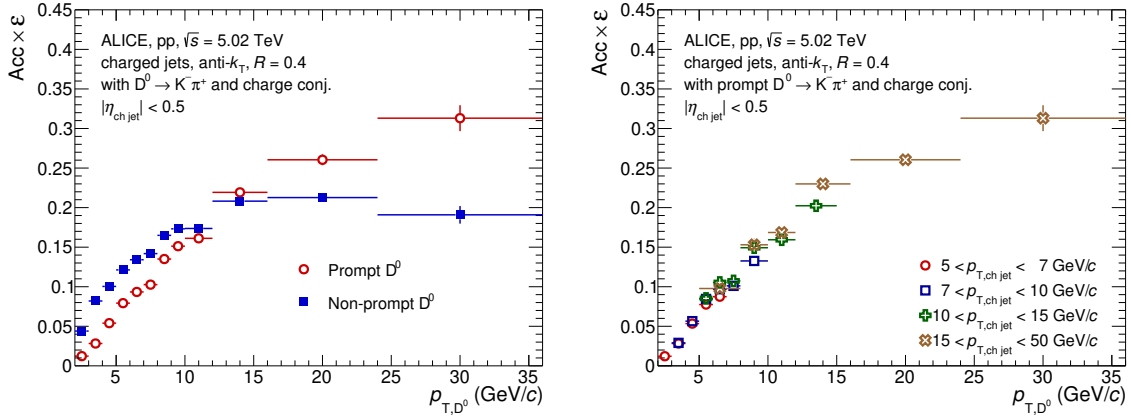 Acc × ε
0.45
0.4
0.35
0.3
0.25
0.2
0.15
0.1
0.05
0
ALICE, pp, √s = 5.02 TeV
charged jets, anti-kT, R = 0.4
with D⁰ → K⁻π⁺ and charge conj.
|ηch jet| < 0.5
Prompt D⁰
Non-prompt D⁰
5 10 15 20 25 30 35
pT,D⁰ (GeV/c)
Acc × ε
0.45
0.4
0.35
0.3
0.25
0.2
0.15
0.1
0.05
0
ALICE, pp, √s = 5.02 TeV
charged jets, anti-kT, R = 0.4
with prompt D⁰ → K⁻π⁺ and charge conj.
|ηch jet| < 0.5
5 < pT,ch jet < 7 GeV/c
7 < pT,ch jet < 10 GeV/c
10 < pT,ch jet < 15 GeV/c
15 < pT,ch jet < 50 GeV/c
5 10 15 20 25 30 35
pT,D⁰ (GeV/c)